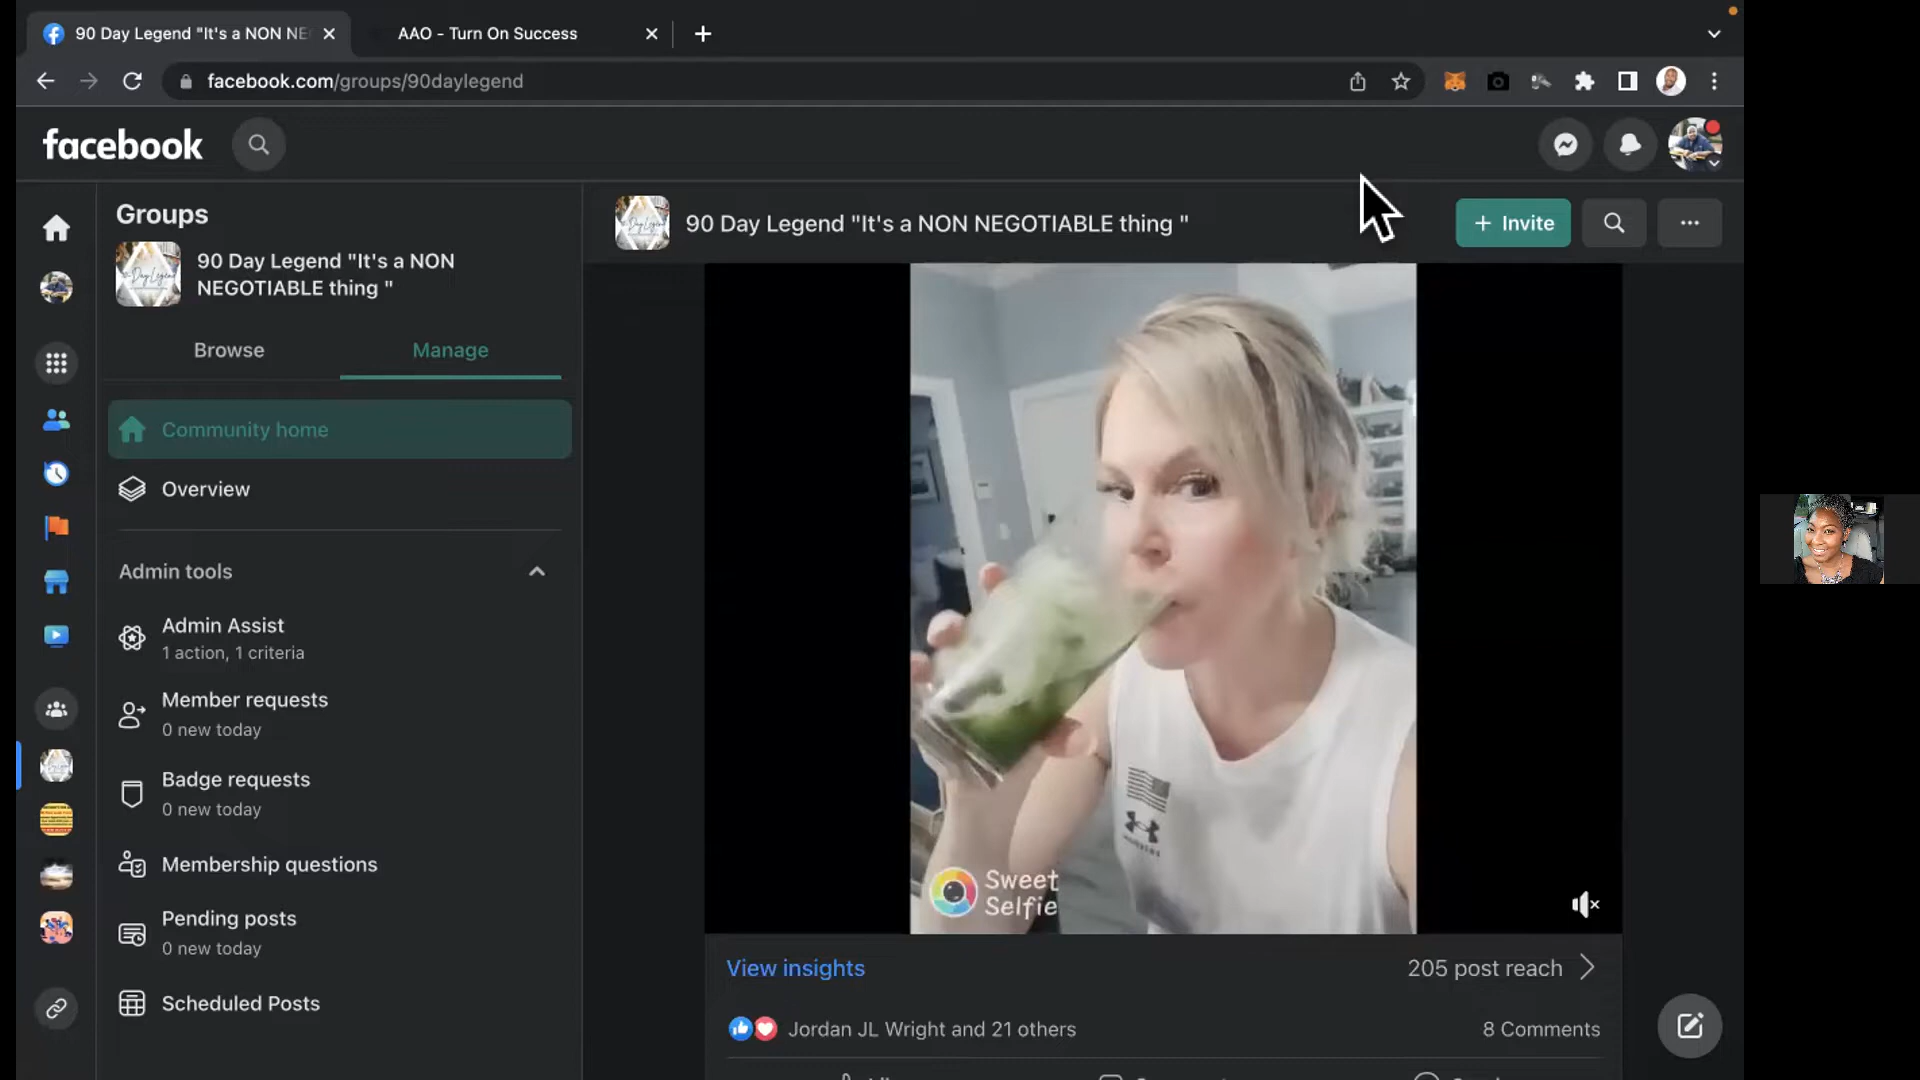 90 Day Legend "It's a NON NE
AAO - Turn On Success
facebook.com/groups/90daylegend
facebook
Groups
90 Day Legend "It's a NON
NEGOTIABLE thing "
Browse
Manage
Community home
Overview
Admin tools
Admin Assist
1 action, 1 criteria
Member requests
0 new today
Badge requests
0 new today
Membership questions
Pending posts
0 new today
Scheduled Posts
90 Day Legend "It's a NON NEGOTIABLE thing "
+ Invite
Sweet
Selfie
View insights
205 post reach
Jordan JL Wright and 21 others
8 Comments